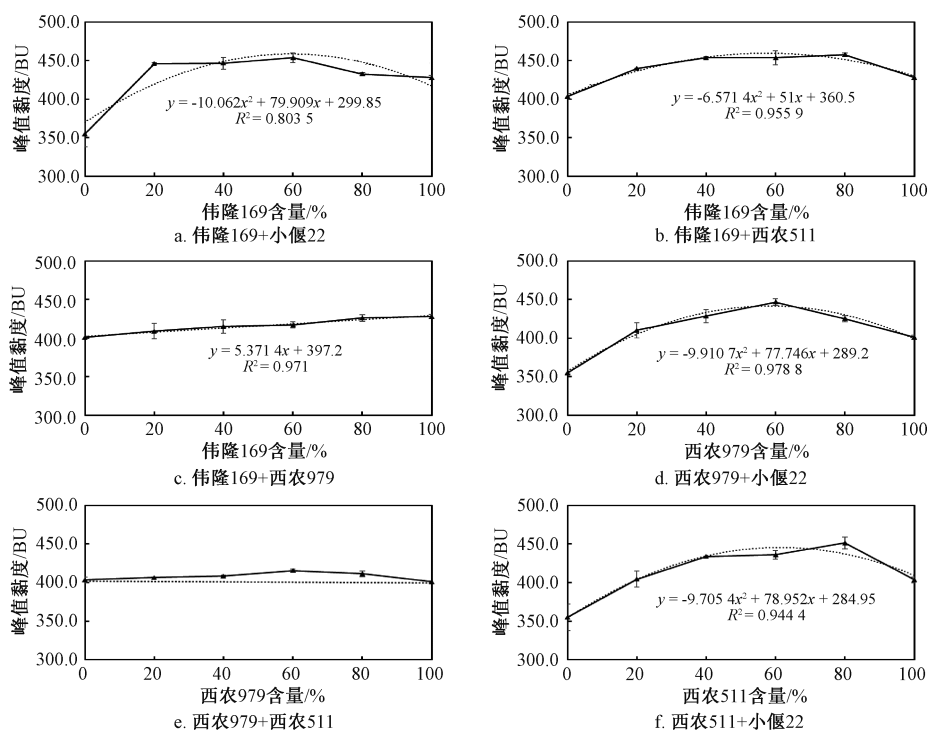 500.0
450.0
400.0
350.0
300.0
峰值黏度/BU
y = -10.062x² + 79.909x + 299.85
R² = 0.803 5
0 20 40 60 80 100
伟隆169含量/%
a. 伟隆169+小偃22
500.0
450.0
400.0
350.0
300.0
峰值黏度/BU
y = -6.571 4x² + 51x + 360.5
R² = 0.955 9
0 20 40 60 80 100
伟隆169含量/%
b. 伟隆169+西农511
500.0
450.0
400.0
350.0
300.0
峰值黏度/BU
y = 5.371 4x + 397.2
R² = 0.971
0 20 40 60 80 100
伟隆169含量/%
c. 伟隆169+西农979
500.0
450.0
400.0
350.0
300.0
峰值黏度/BU
y = -9.910 7x² + 77.746x + 289.2
R² = 0.978 8
0 20 40 60 80 100
西农979含量/%
d. 西农979+小偃22
500.0
450.0
400.0
350.0
300.0
峰值黏度/BU
0 20 40 60 80 100
西农979含量/%
e. 西农979+西农511
500.0
450.0
400.0
350.0
300.0
峰值黏度/BU
y = -9.705 4x² + 78.952x + 284.95
R² = 0.944 4
0 20 40 60 80 100
西农511含量/%
f. 西农511+小偃22